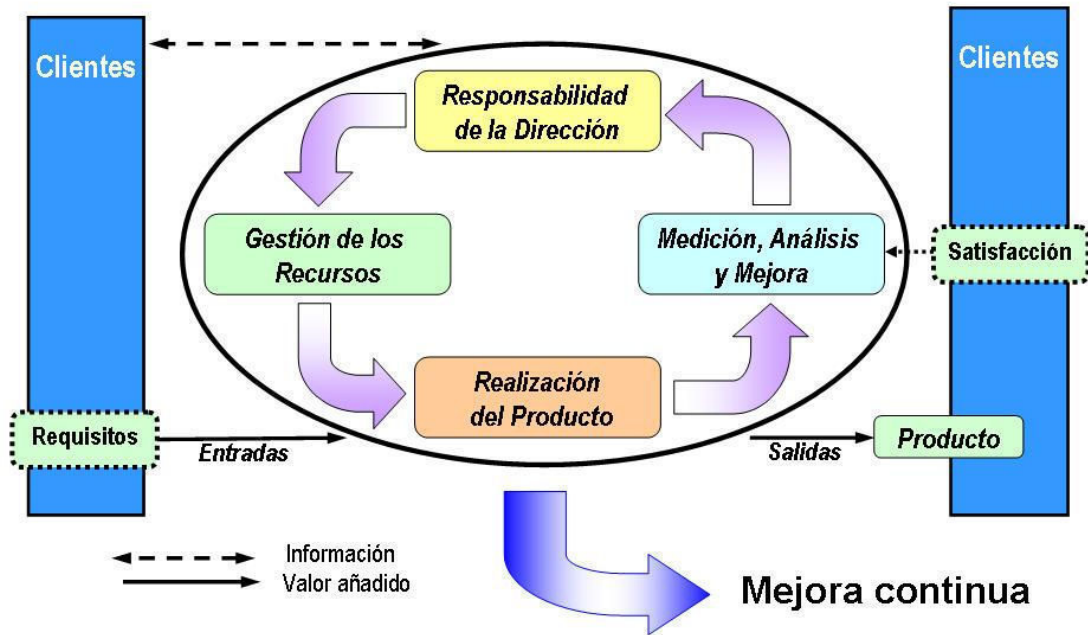 Clientes
Clientes
Responsabilidad
de la Dirección
Gestión de los
Recursos
Medición, Análisis
y Mejora
Satisfacción
Realización
del Producto
Requisitos
Entradas
Salidas
Producto
Información
Valor añadido
Mejora continua